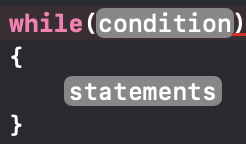 while(condition)
{
statements
}